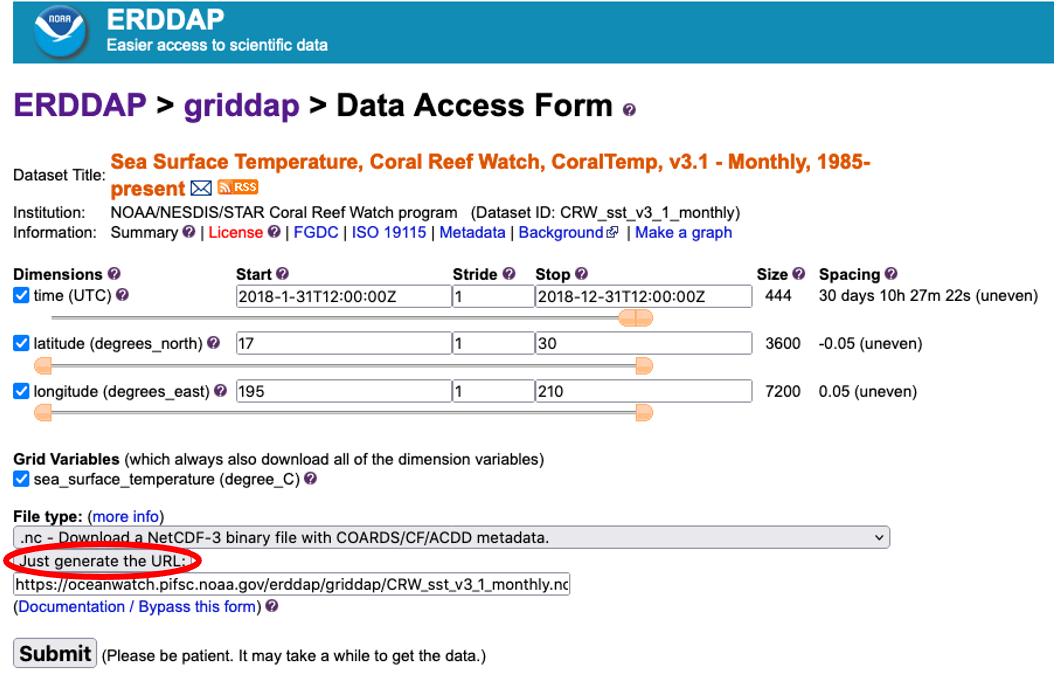 NOAA
ERDDAP
Easier access to scientific data
ERDDAP > griddap > Data Access Form ?
Dataset Title: Sea Surface Temperature, Coral Reef Watch, CoralTemp, v3.1 - Monthly, 1985-
present RSS
Institution: NOAA/NESDIS/STAR Coral Reef Watch program (Dataset ID: CRW_sst_v3_1_monthly)
Information: Summary ? | License ? | FGDC | ISO 19115 | Metadata | Background | Make a graph
Dimensions ? Start ? Stride ? Stop ? Size ? Spacing ?
time (UTC) ? 2018-1-31T12:00:00Z 1 2018-12-31T12:00:00Z 444 30 days 10h 27m 22s (uneven)
latitude (degrees_north) ? 17 1 30 3600 -0.05 (uneven)
longitude (degrees_east) ? 195 1 210 7200 0.05 (uneven)
Grid Variables (which always also download all of the dimension variables)
sea_surface_temperature (degree_C) ?
File type: (more info)
.nc - Download a NetCDF-3 binary file with COARDS/CF/ACDD metadata.
Just generate the URL:
https://oceanwatch.pifsc.noaa.gov/erddap/griddap/CRW_sst_v3_1_monthly.nc
(Documentation / Bypass this form) ?
Submit (Please be patient. It may take a while to get the data.)